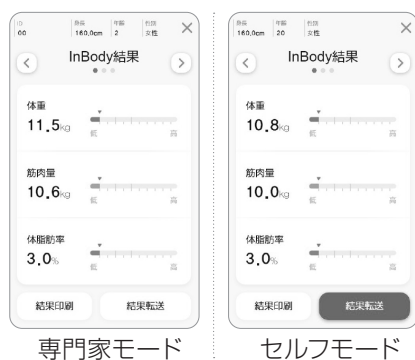 ID 身長 年齢 性別
00 160.0cm 2 女性
InBody結果
体重
11.5kg
低 高
筋肉量
10.6kg
低 高
体脂肪率
3.0%
低 高
結果印刷 結果転送
専門家モード
身長 年齢 性別
160.0cm 20 女性
InBody結果
体重
10.8kg
低 高
筋肉量
10.0kg
低 高
体脂肪率
3.0%
低 高
結果印刷 結果転送
セルフモード